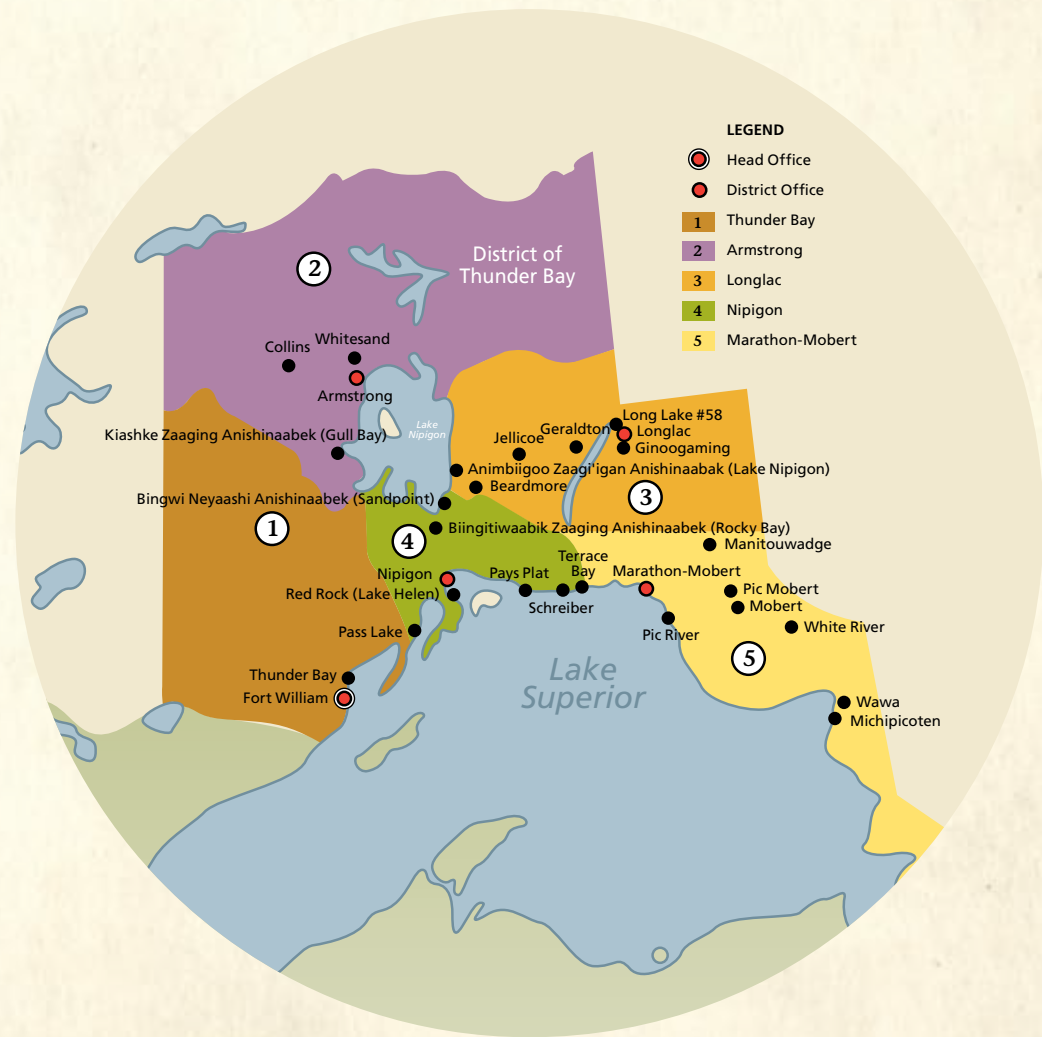 LEGEND
Head Office
District Office
1 Thunder Bay
2 Armstrong
3 Longlac
4 Nipigon
5 Marathon-Mobert
District of
Thunder Bay
2
Whitesand
Collins
Armstrong
Lake
Nipigon
Long Lake #58
Geraldton
Longlac
Kiashke Zaaging Anishinaabek (Gull Bay)
Jellicoe
Ginoogaming
Animbiigoo Zaagi'igan Anishinaabak (Lake Nipigon)
Beardmore
Bingwi Neyaashi Anishinaabek (Sandpoint)
3
1
Biingitiwaabik Zaaging Anishinaabek (Rocky Bay)
4
Manitouwadge
Terrace
Bay
Nipigon
Pays Plat
Marathon-Mobert
Red Rock (Lake Helen)
Pic Mobert
Schreiber
Mobert
Pass Lake
Pic River
White River
5
Thunder Bay
Lake
Superior
Fort William
Wawa
Michipicoten